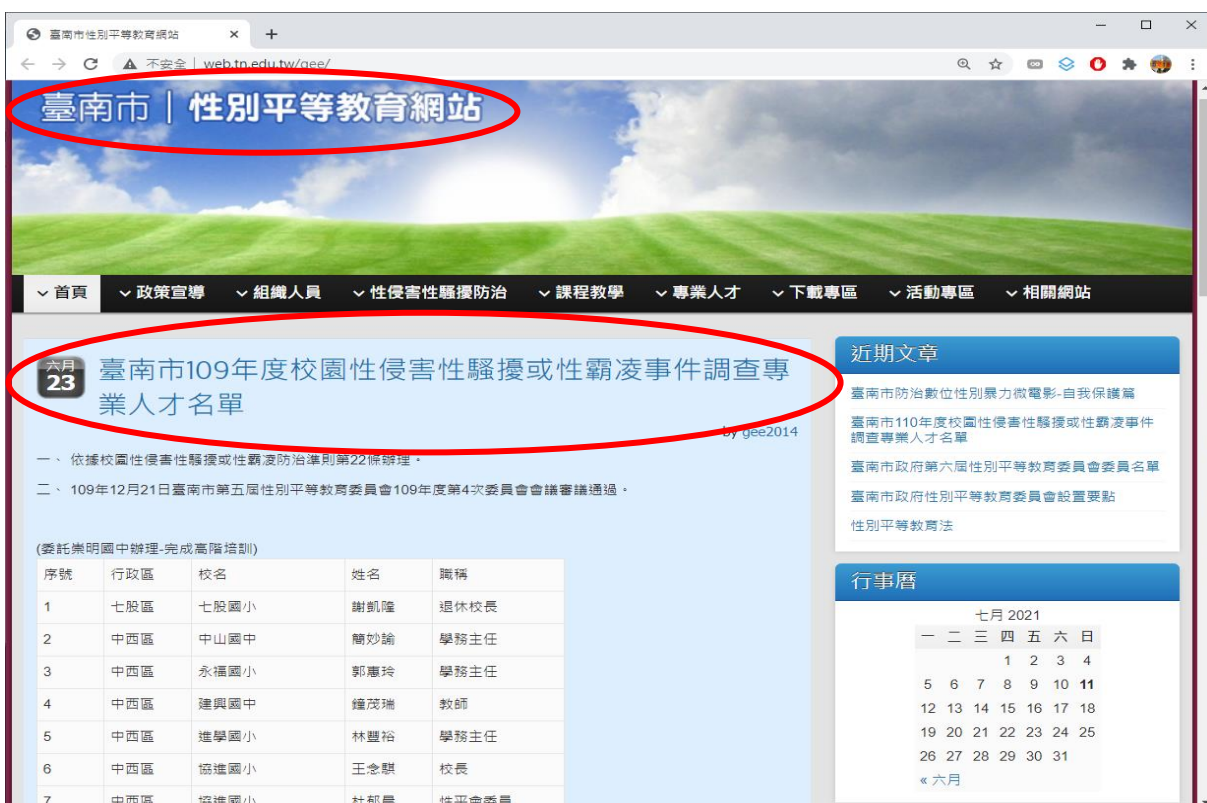 臺南市性別平等教育網站
不安全 | web.tn.edu.tw/gee/
臺南市｜性別平等教育網站
首頁 政策宣導 組織人員 性侵害性騷擾防治 課程教學 專業人才 下載專區 活動專區 相關網站
六月
23
臺南市109年度校園性侵害性騷擾或性霸凌事件調查專
業人才名單
by gee2014
一、 依據校園性侵害性騷擾或性霸凌防治準則第22條辦理。
二、 109年12月21日臺南市第五屆性別平等教育委員會109年度第4次委員會會議審議通過。
(委託崇明國中辦理-完成高階培訓)
序號 行政區 校名 姓名 職稱
1 七股區 七股國小 謝凱隆 退休校長
2 中西區 中山國中 簡妙諭 學務主任
3 中西區 永福國小 郭惠玲 學務主任
4 中西區 建興國中 鐘茂瑞 教師
5 中西區 進學國小 林豐裕 學務主任
6 中西區 協進國小 王念騏 校長
7 中西區 協進國小 性平會委員
近期文章
臺南市防治數位性別暴力微電影-自我保護篇
臺南市110年度校園性侵害性騷擾或性霸凌事件
調查專業人才名單
臺南市政府第六屆性別平等教育委員會委員名單
臺南市政府性別平等教育委員會設置要點
性別平等教育法
行事曆
七月 2021
一 二 三 四 五 六 日
1 2 3 4
5 6 7 8 9 10 11
12 13 14 15 16 17 18
19 20 21 22 23 24 25
26 27 28 29 30 31
« 六月